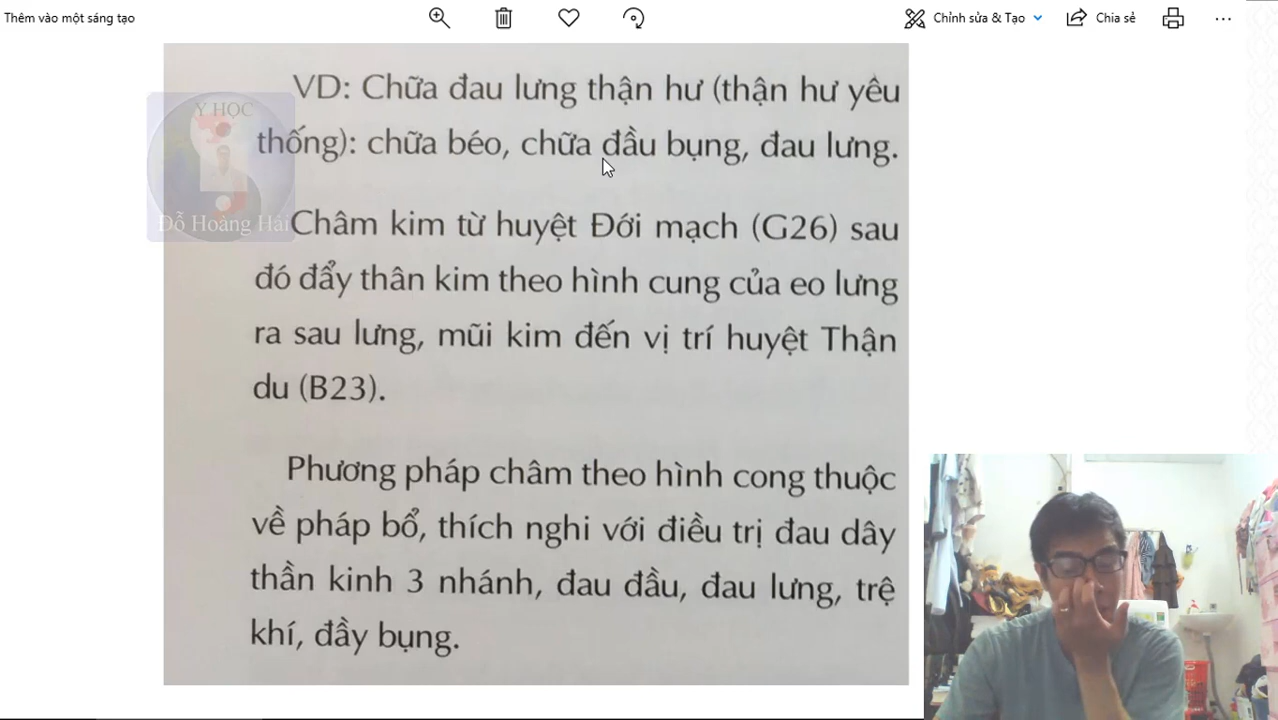 Thêm vào một sáng tạo
Chỉnh sửa & Tạo
Chia sẻ
VD: Chữa đau lưng thận hư (thận hư yêu
thống): chữa béo, chữa đầu bụng, đau lưng.
Châm kim từ huyệt Đới mạch (G26) sau
đó đẩy thân kim theo hình cung của eo lưng
ra sau lưng, mũi kim đến vị trí huyệt Thận
du (B23).
Phương pháp châm theo hình cong thuộc
về pháp bổ, thích nghi với điều trị đau dây
thần kinh 3 nhánh, đau đầu, đau lưng, trệ
khí, đầy bụng.
Y HỌC
Đỗ Hoàng Hải